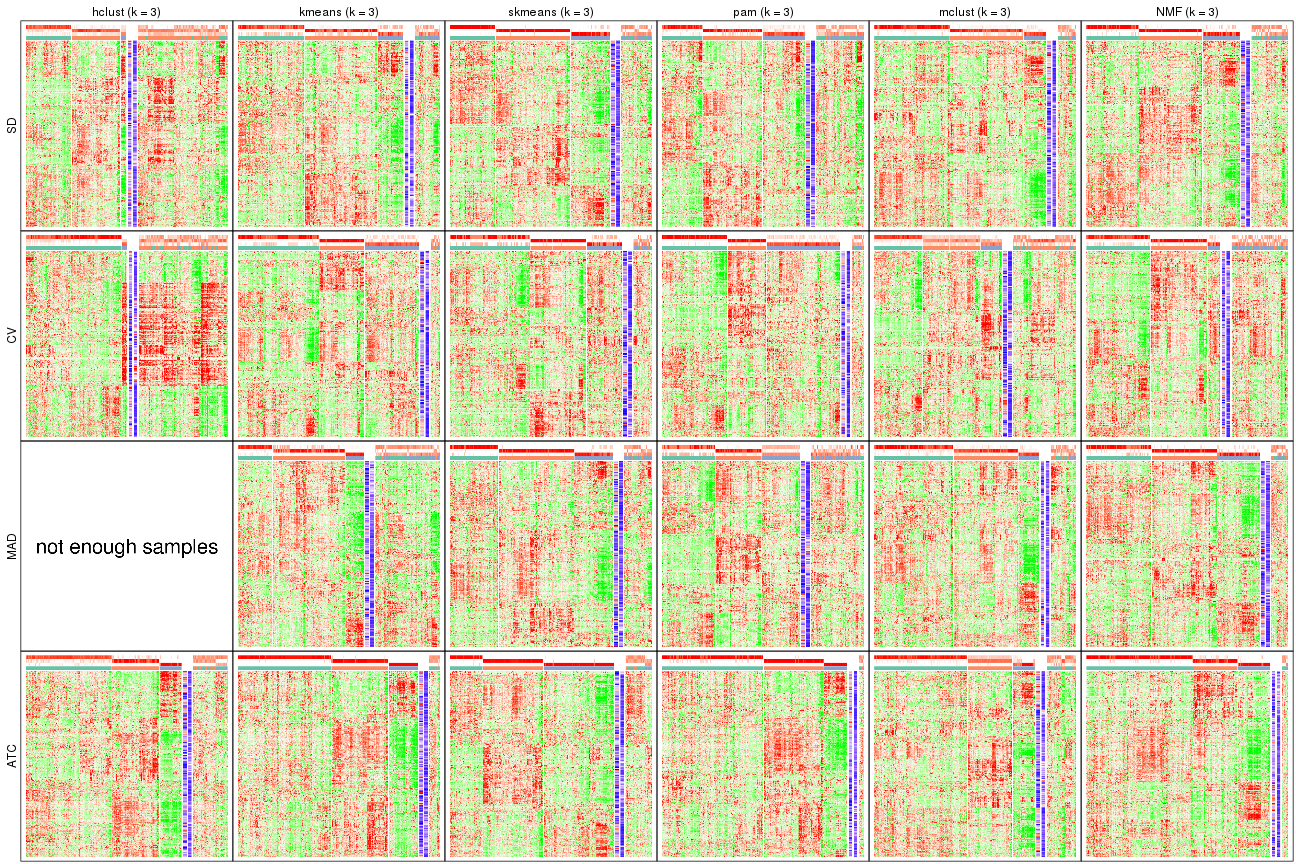 hclust (k = 3) kmeans (k = 3) skmeans (k = 3) pam (k = 3) mclust (k = 3) NMF (k = 3)
SD
CV
MAD
not enough samples
ATC